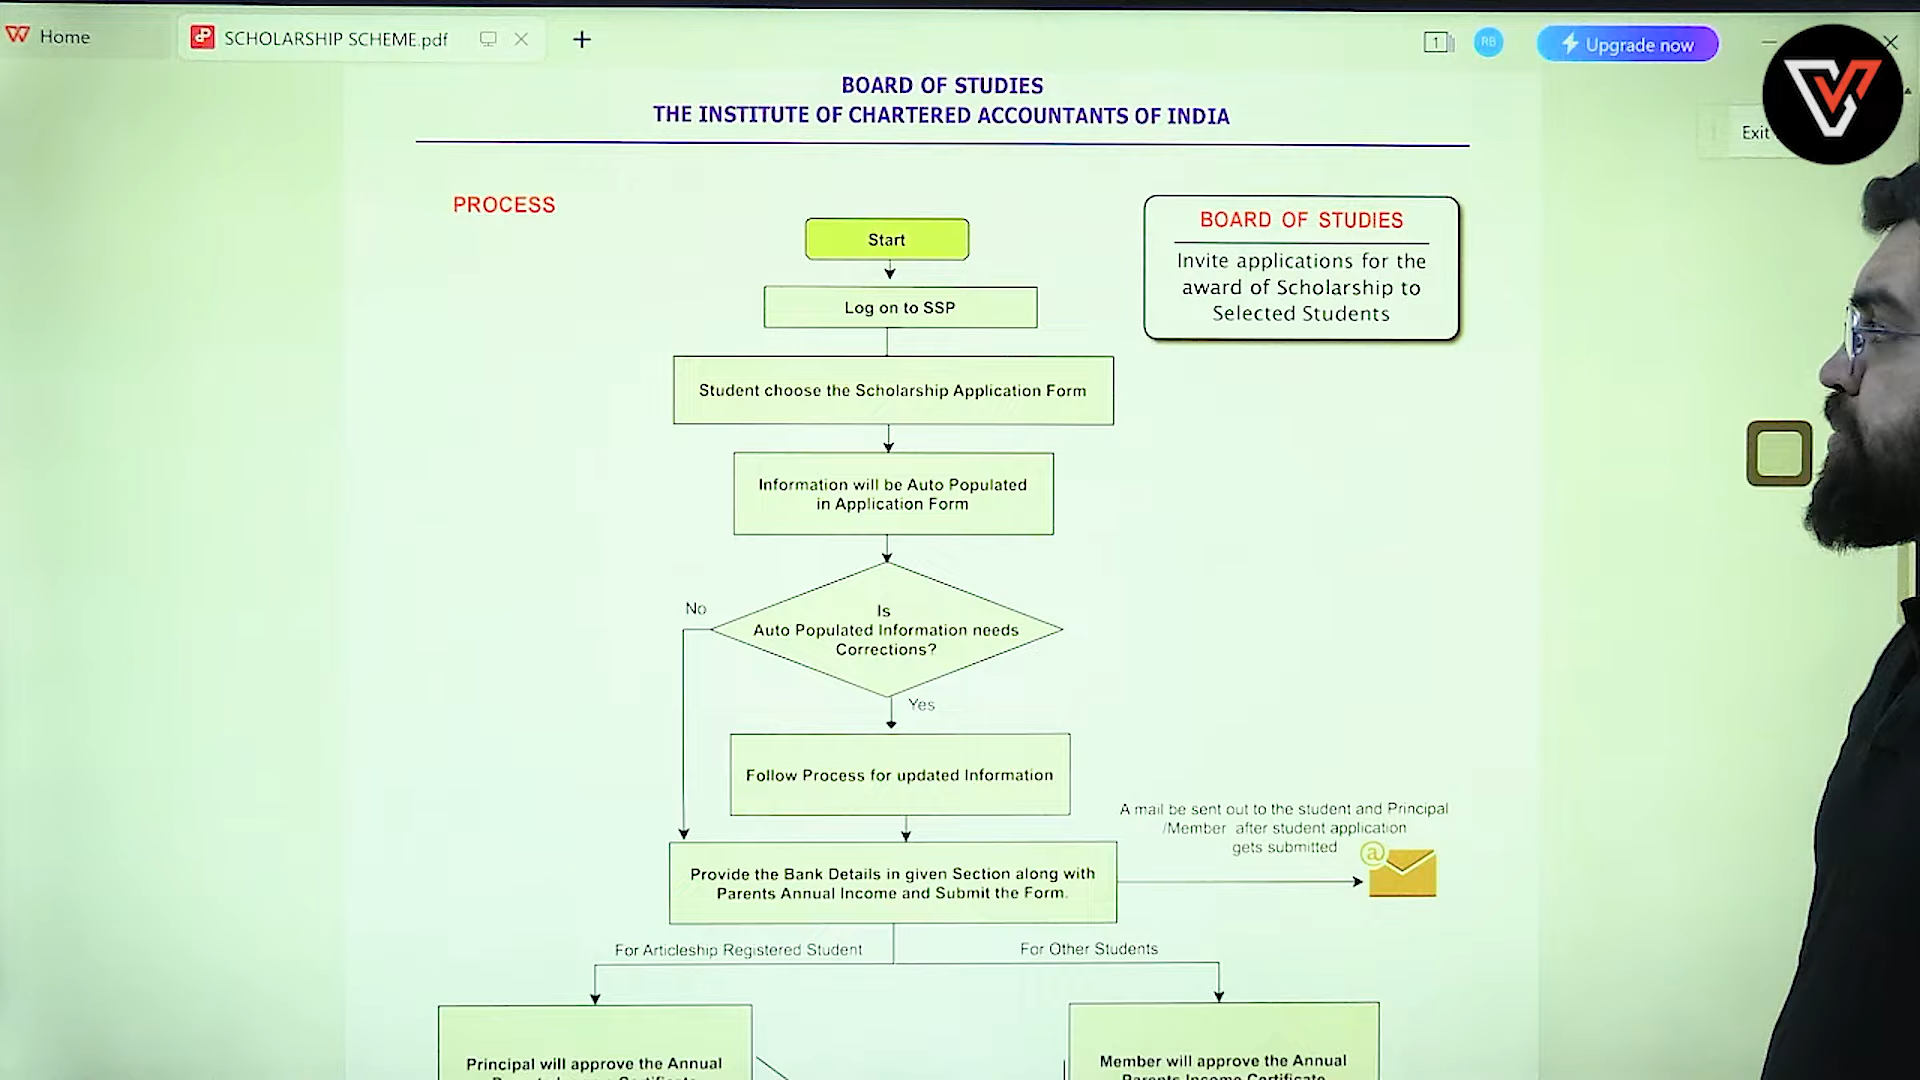 Home
SCHOLARSHIP SCHEME.pdf
1
RB
Upgrade now
Exit
BOARD OF STUDIES
THE INSTITUTE OF CHARTERED ACCOUNTANTS OF INDIA
PROCESS
BOARD OF STUDIES
Invite applications for the
award of Scholarship to
Selected Students
Start
Log on to SSP
Student choose the Scholarship Application Form
Information will be Auto Populated
in Application Form
Is
Auto Populated Information needs
Corrections?
No
Yes
Follow Process for updated Information
A mail be sent out to the student and Principal
/Member after student application
gets submitted
@
Provide the Bank Details in given Section along with
Parents Annual Income and Submit the Form.
For Articleship Registered Student
For Other Students
Principal will approve the Annual
Member will approve the Annual
Parents Income Certificate